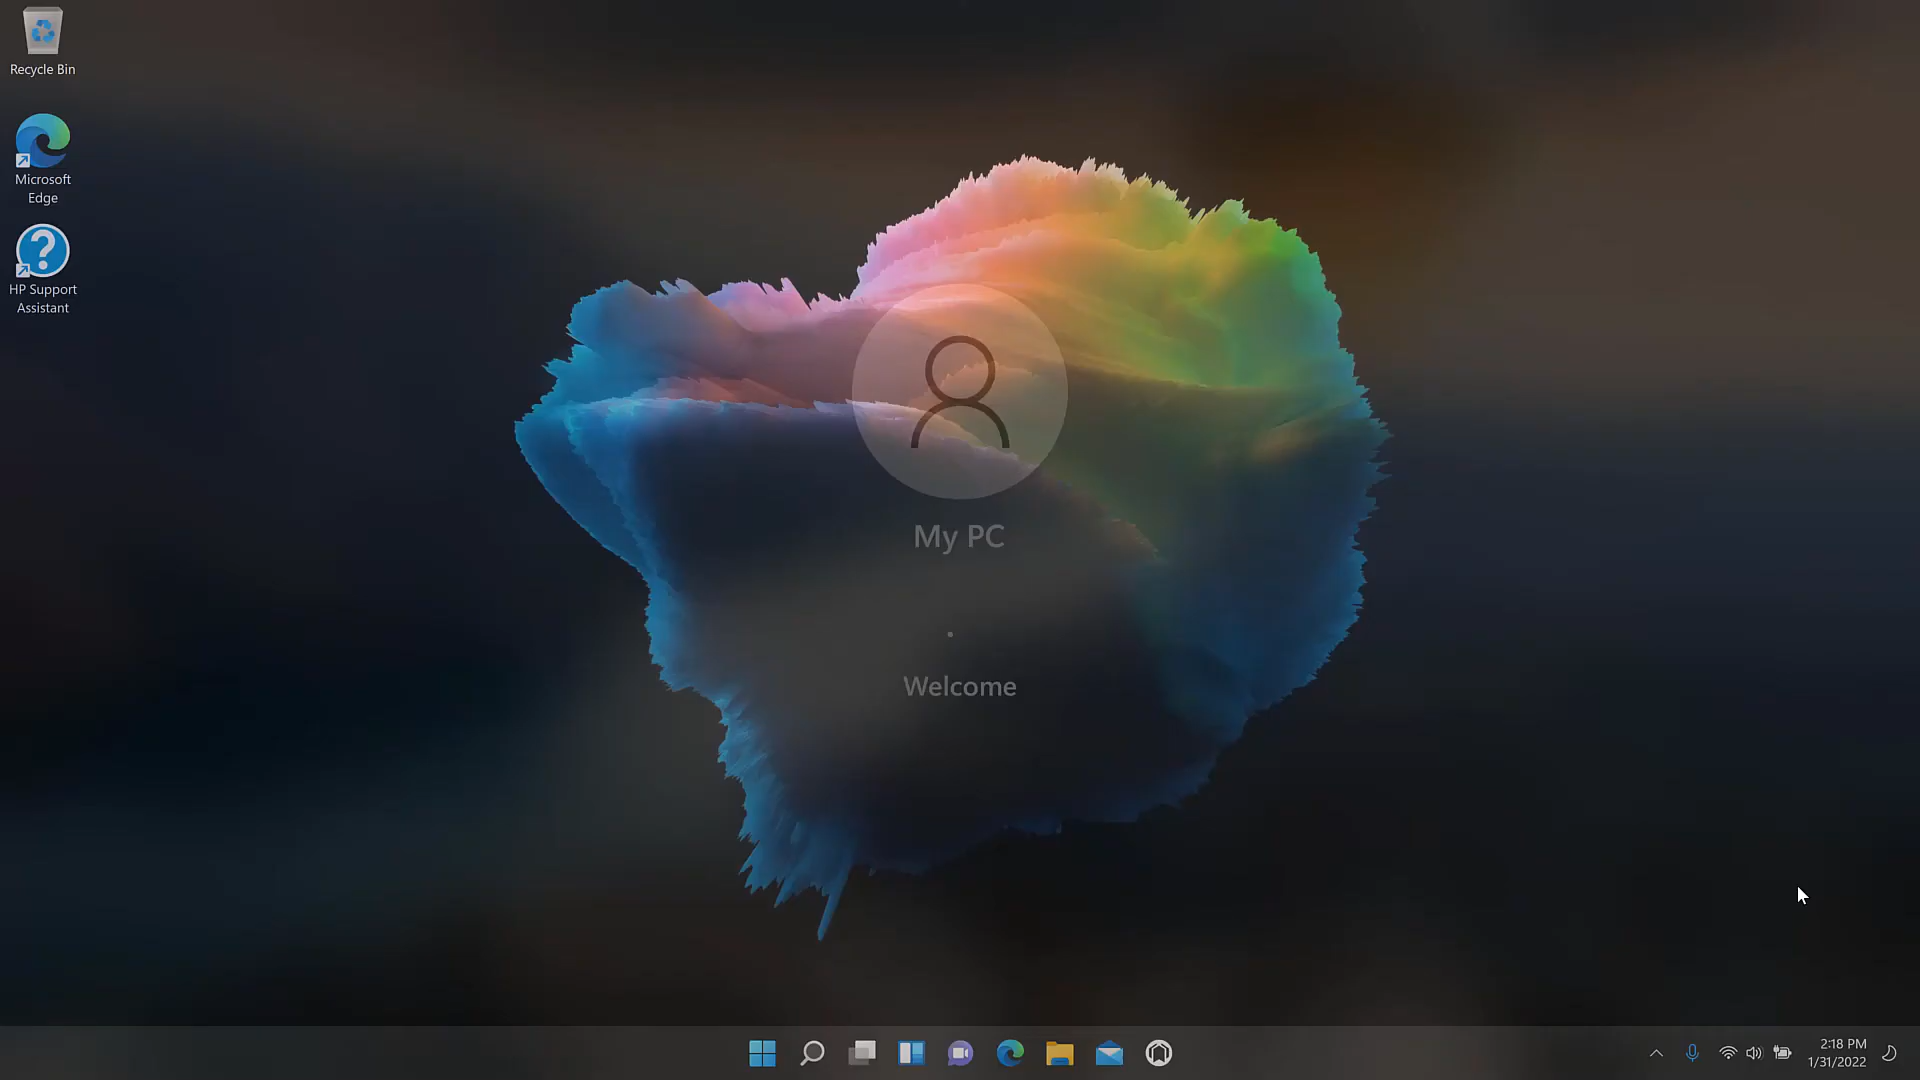 Recycle Bin
Microsoft
Edge
HP Support
Assistant
My PC
Welcome
2:18 PM
1/31/2022